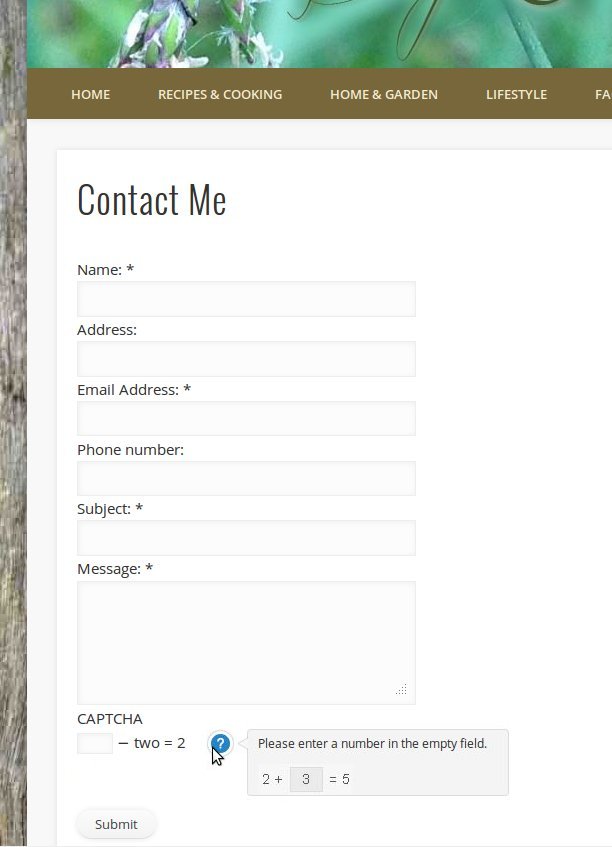 HOME RECIPES & COOKING HOME & GARDEN LIFESTYLE FA
Contact Me
Name: *
Address:
Email Address: *
Phone number:
Subject: *
Message: *
CAPTCHA
− two = 2 ? Please enter a number in the empty field.
2 + 3 = 5
Submit